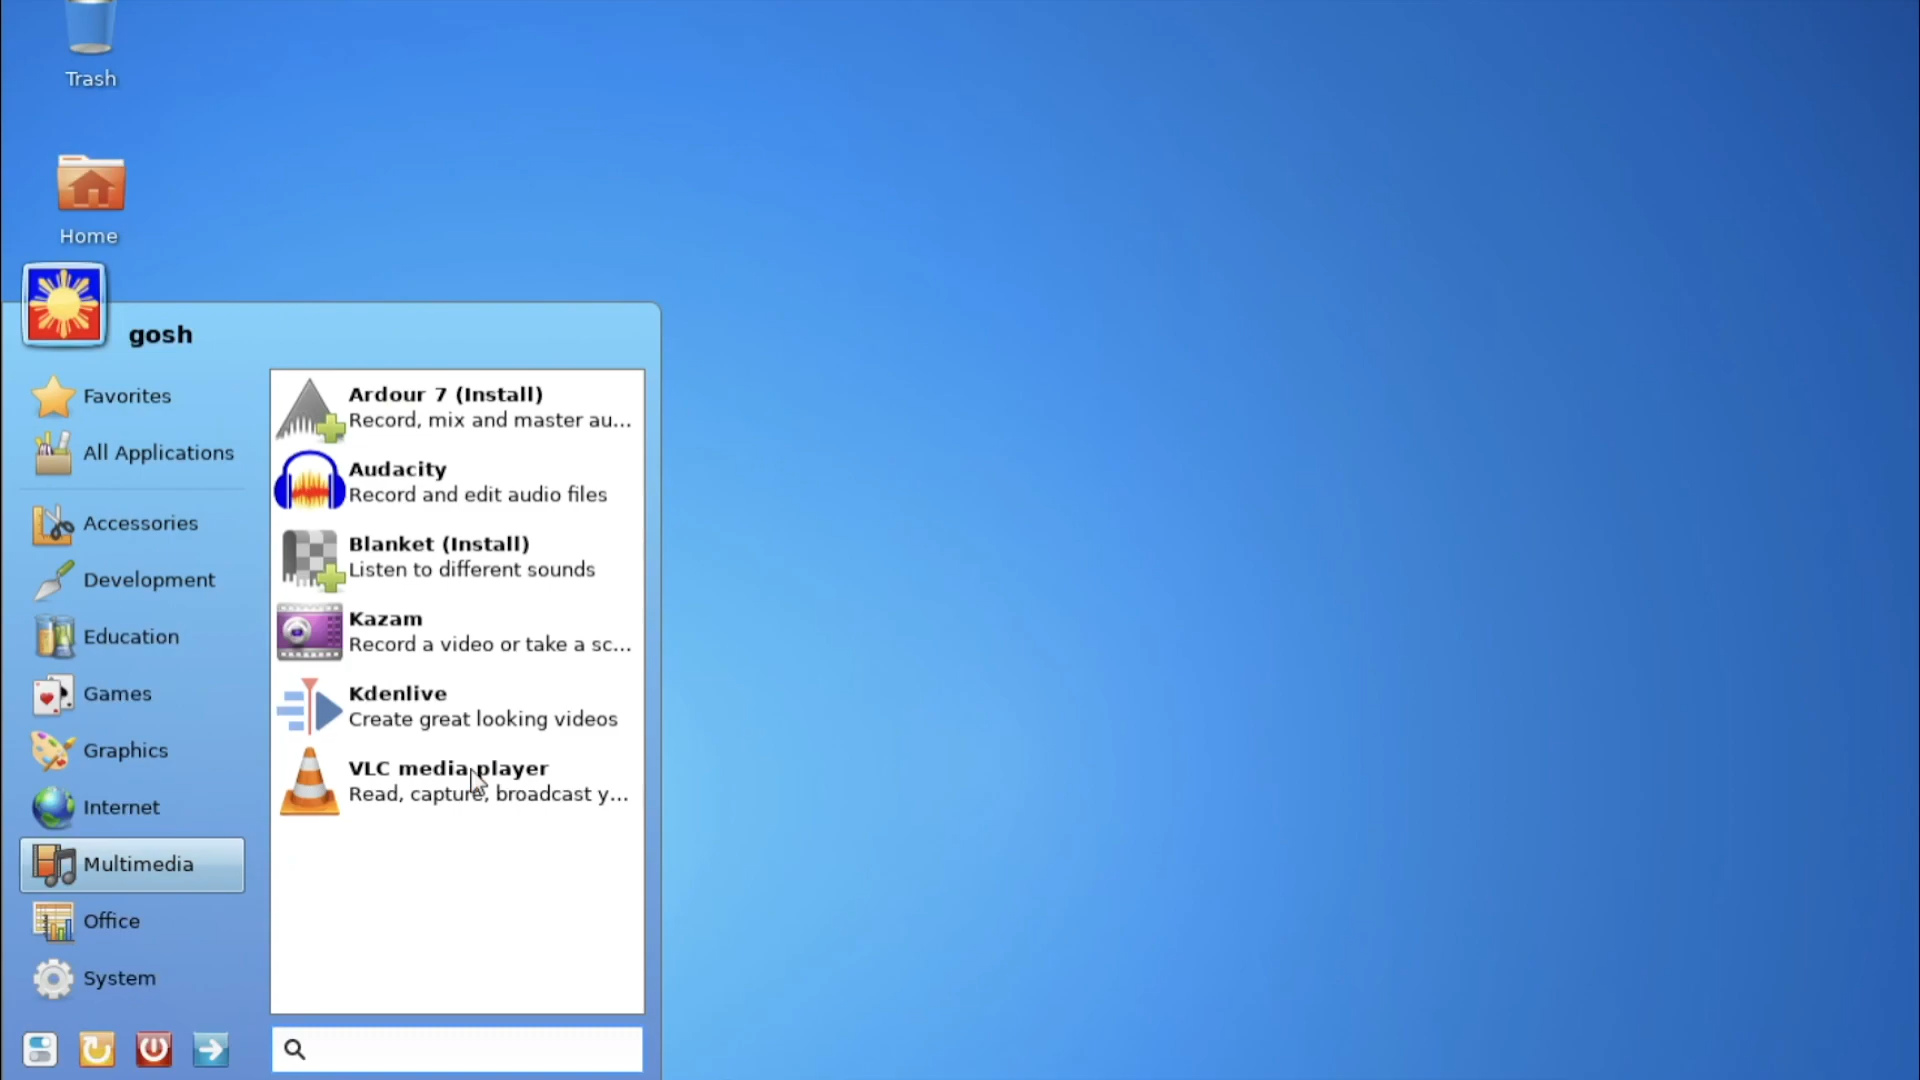 Trash
Home
gosh
Favorites
All Applications
Accessories
Development
Education
Games
Graphics
Internet
Multimedia
Office
System
Ardour 7 (Install)
Record, mix and master au...
Audacity
Record and edit audio files
Blanket (Install)
Listen to different sounds
Kazam
Record a video or take a sc...
Kdenlive
Create great looking videos
VLC media player
Read, capture, broadcast y...